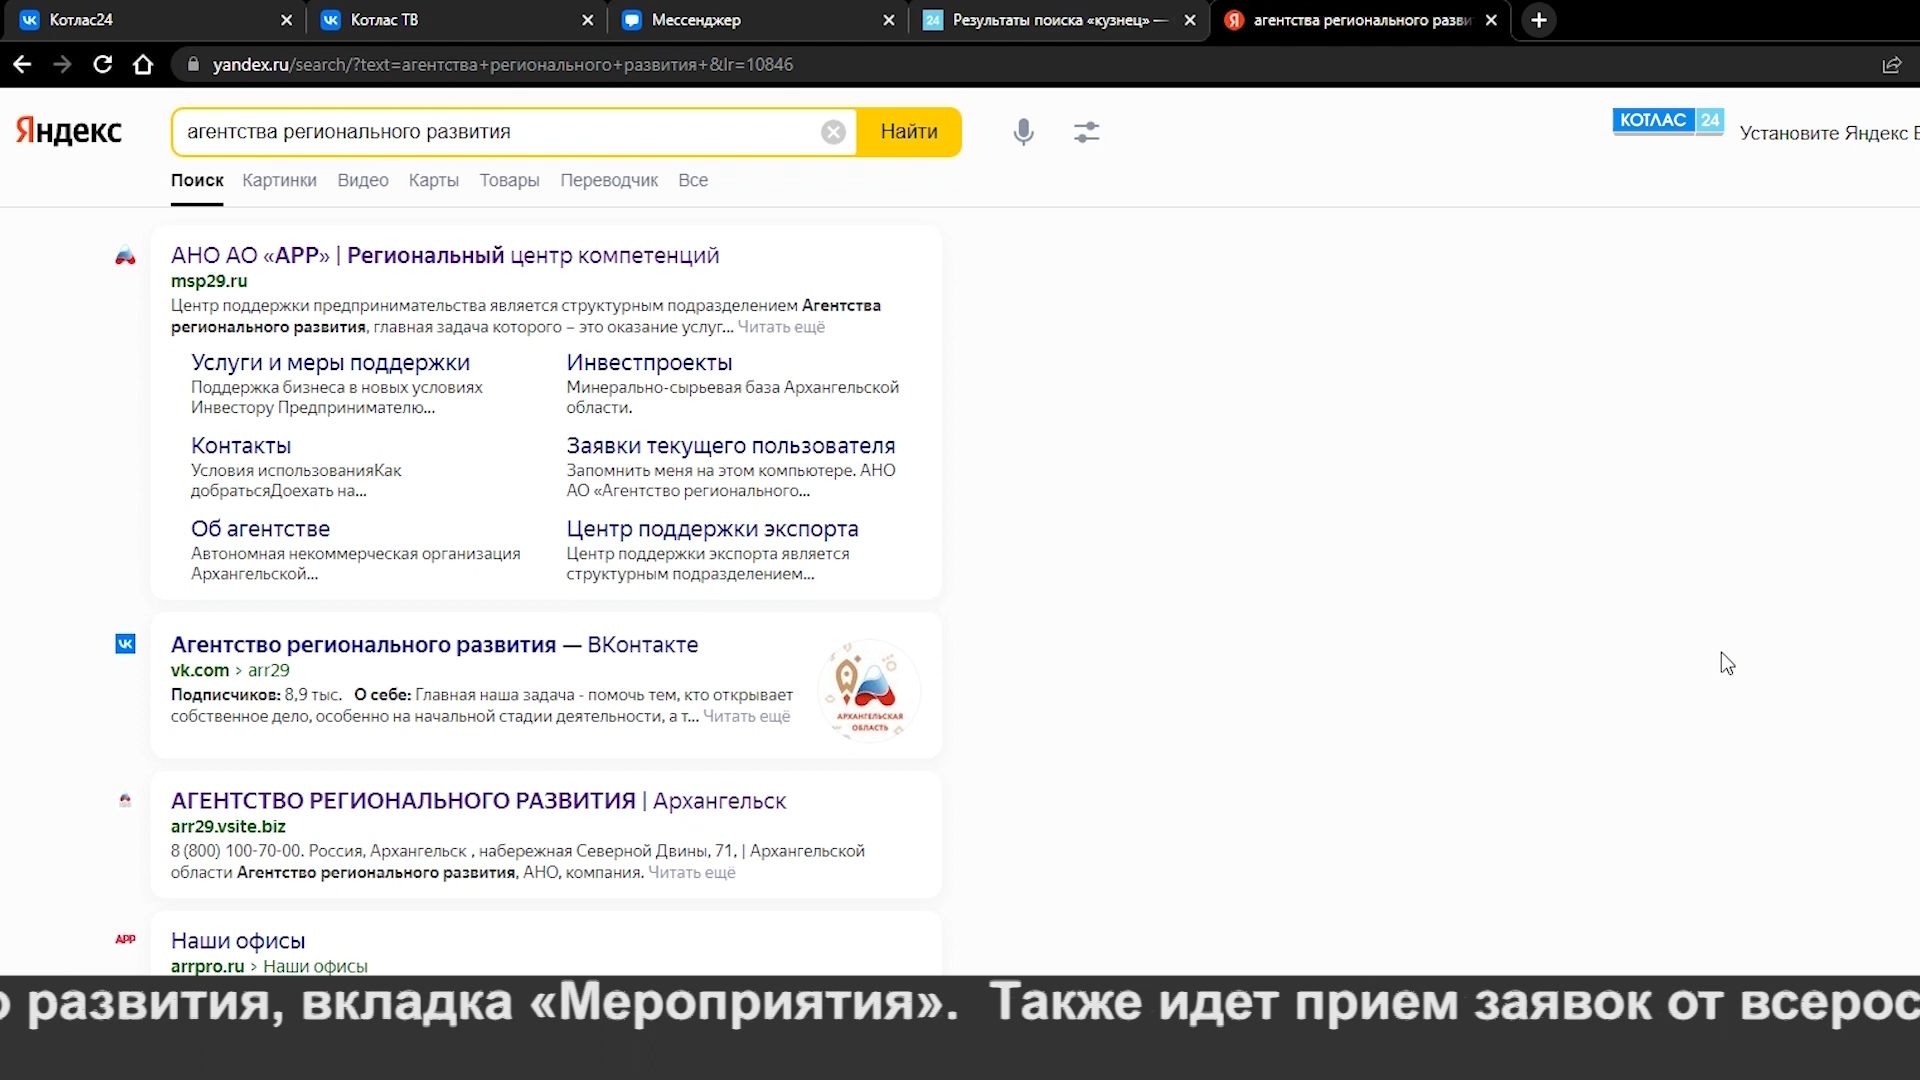 Котлас24
Котлас ТВ
Мессенджер
Результаты поиска «кузнец» —
агентства регионального разви
yandex.ru/search/?text=агентства+регионального+развития+&lr=10846
Яндекс
агентства регионального развития
Найти
КОТЛАС 24
Установите Яндекс
Поиск
Картинки
Видео
Карты
Товары
Переводчик
Все
АНО АО «АРР» | Региональный центр компетенций
msp29.ru
Центр поддержки предпринимательства является структурным подразделением Агентства
регионального развития, главная задача которого – это оказание услуг... Читать ещё
Услуги и меры поддержки
Поддержка бизнеса в новых условиях
Инвестору Предпринимателю...
Инвестпроекты
Минерально-сырьевая база Архангельской
области.
Контакты
Условия использованияКак
добратьсяДоехать на...
Заявки текущего пользователя
Запомнить меня на этом компьютере. АНО
АО «Агентство регионального...
Об агентстве
Автономная некоммерческая организация
Архангельской...
Центр поддержки экспорта
Центр поддержки экспорта является
структурным подразделением...
Агентство регионального развития — ВКонтакте
vk.com › arr29
Подписчиков: 8,9 тыс. О себе: Главная наша задача - помочь тем, кто открывает
собственное дело, особенно на начальной стадии деятельности, а т... Читать ещё
АРХАНГЕЛЬСКАЯ
ОБЛАСТЬ
АГЕНТСТВО РЕГИОНАЛЬНОГО РАЗВИТИЯ | Архангельск
arr29.vsite.biz
8 (800) 100-70-00. Россия, Архангельск , набережная Северной Двины, 71, | Архангельской
области Агентство регионального развития, АНО, компания. Читать ещё
АРР
Наши офисы
arrpro.ru › Наши офисы
о развития, вкладка «Мероприятия». Также идет прием заявок от всерос